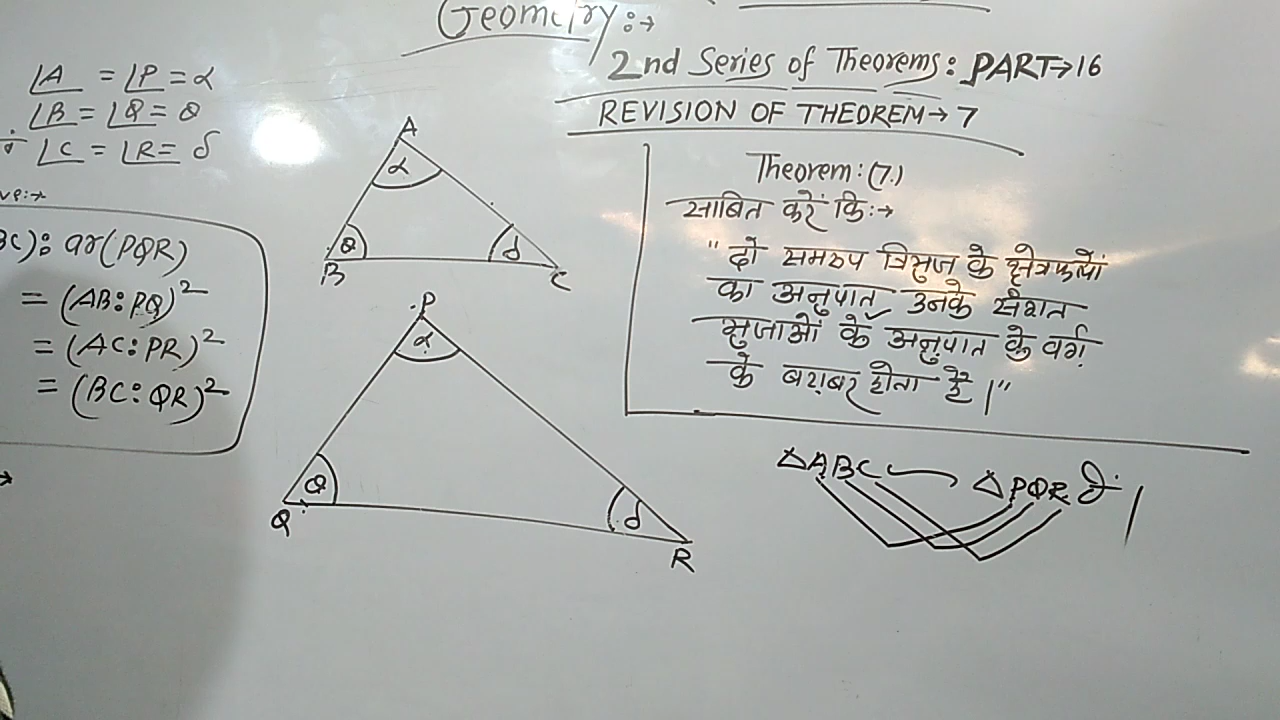 Geometry:→
2nd Series of Theorems: PART→16
REVISION OF THEOREM→7
∠A = ∠P = α
∠B = ∠Q = θ
∠C = ∠R = δ
BC): ar(PQR)
= (AB:PQ)²
= (AC:PR)²
= (BC:QR)²
A
α
θ
δ
B
C
P
α
θ
δ
Q
R
Theorem:(7.)
साबित करें कि:→
"दो समरुप त्रिभुज के क्षेत्रफलों
का अनुपात उनके संगत
भुजाओं के अनुपात के वर्ग
के बराबर होता है।"
△ABC ~ △PQR